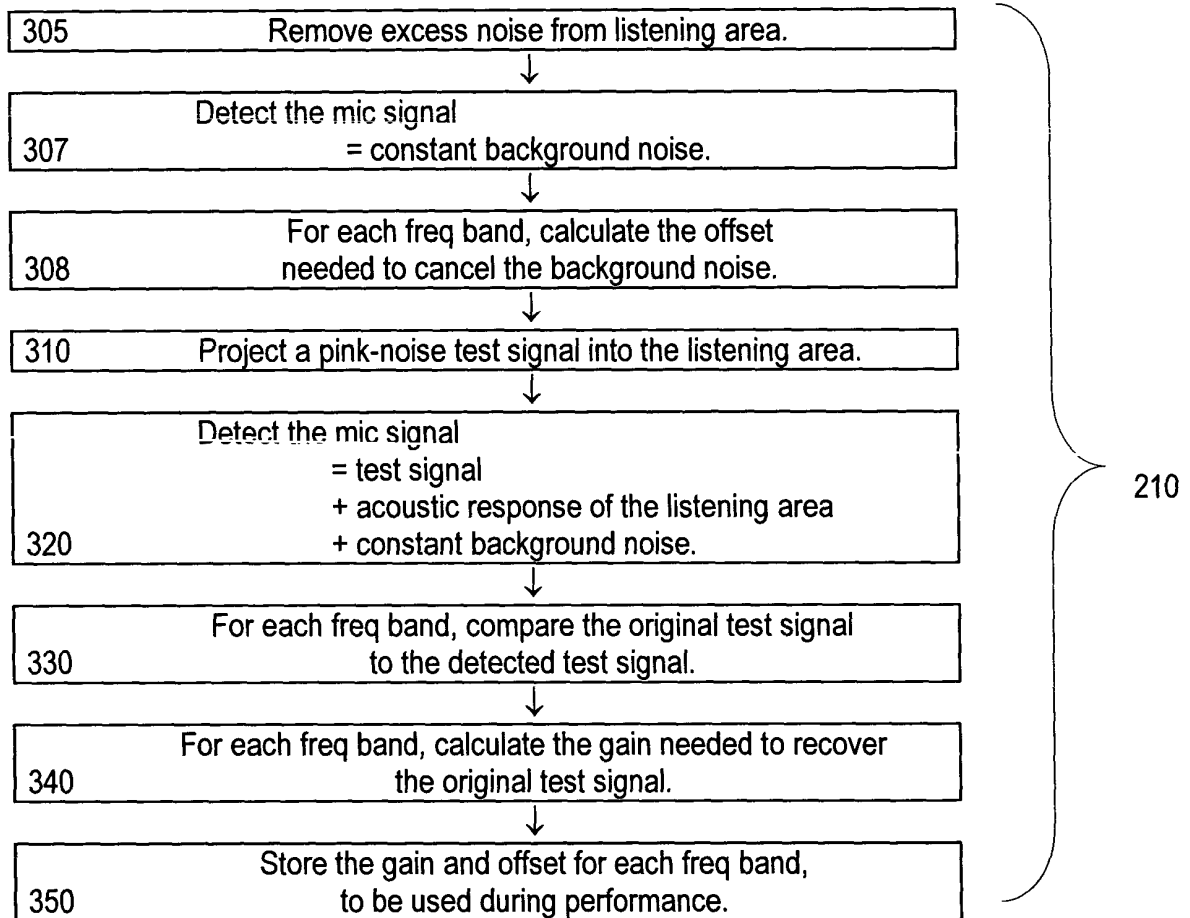 305 Remove excess noise from listening area.
↓
Detect the mic signal
307 = constant background noise.
↓
For each freq band, calculate the offset
308 needed to cancel the background noise.
↓
310 Project a pink-noise test signal into the listening area.
↓
Detect the mic signal
= test signal
+ acoustic response of the listening area
320 + constant background noise.
↓
For each freq band, compare the original test signal
330 to the detected test signal.
↓
For each freq band, calculate the gain needed to recover
340 the original test signal.
↓
Store the gain and offset for each freq band,
350 to be used during performance.
210